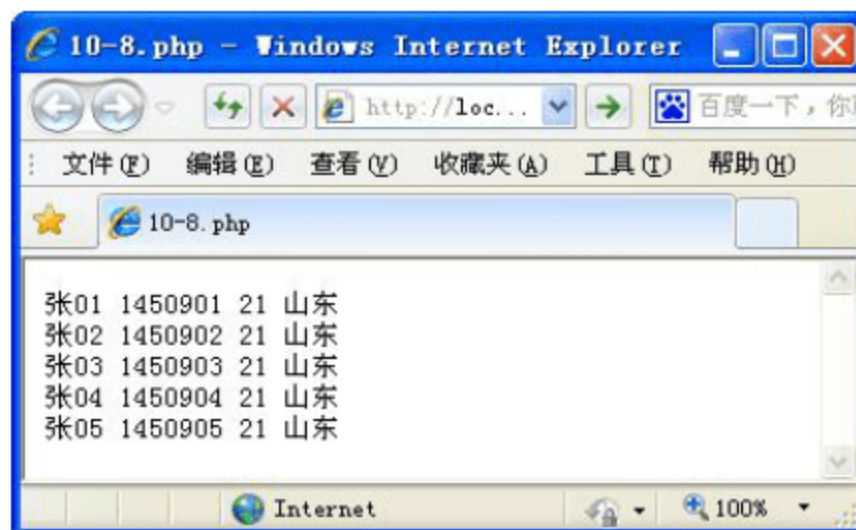 10-8.php - Windows Internet Explorer
http://loc... 百度一下，你
文件(F) 编辑(E) 查看(V) 收藏夹(A) 工具(T) 帮助(H)
10-8.php
张01 1450901 21 山东
张02 1450902 21 山东
张03 1450903 21 山东
张04 1450904 21 山东
张05 1450905 21 山东
Internet 100%